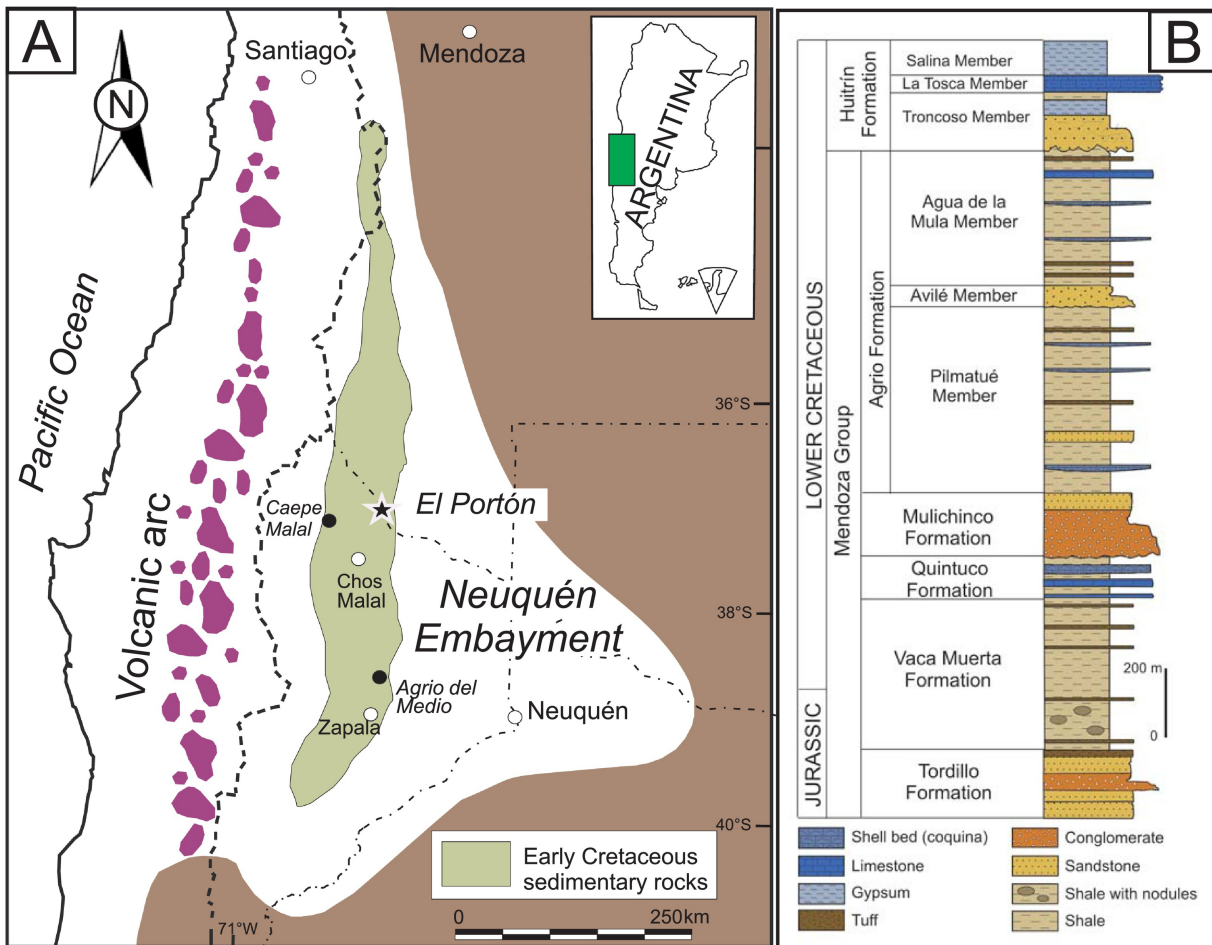 A
N
Santiago
Mendoza
ARGENTINA
Pacific Ocean
Volcanic arc
36°S
Caepe
Malal
El Portón
Chos
Malal
Neuquén
Embayment
38°S
Agrio del
Medio
Zapala
Neuquén
40°S
Early Cretaceous
sedimentary rocks
71°W
0
250km
B
LOWER CRETACEOUS
JURASSIC
Mendoza Group
Huitrín
Formation
Salina Member
La Tosca Member
Troncoso Member
Agrio Formation
Agua de la
Mula Member
Avilé Member
Pilmatué
Member
Mulichinco
Formation
Quintuco
Formation
Vaca Muerta
Formation
200 m
0
Tordillo
Formation
Shell bed (coquina)
Limestone
Gypsum
Tuff
Conglomerate
Sandstone
Shale with nodules
Shale